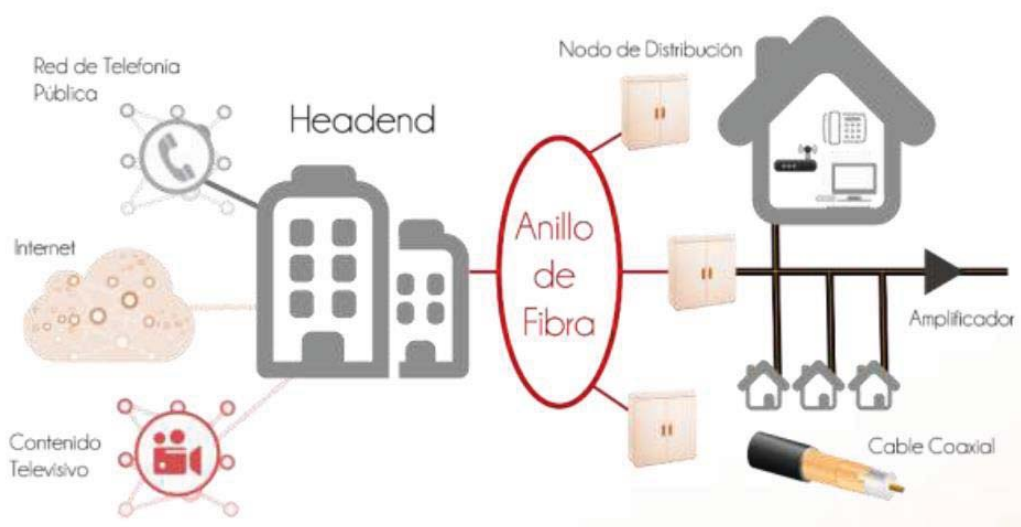 Red de Telefonía
Pública
Headend
Nodo de Distribución
Internet
Anillo
de
Fibra
Amplificador
Contenido
Televisivo
Cable Coaxial